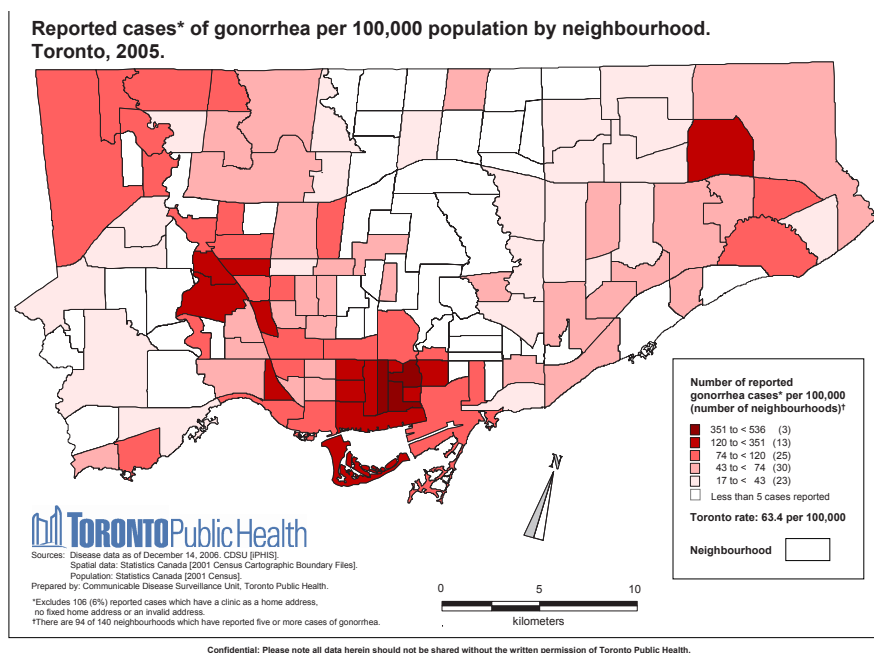 Reported cases* of gonorrhea per 100,000 population by neighbourhood.
Toronto, 2005.
Number of reported
gonorrhea cases* per 100,000
(number of neighbourhoods)†
351 to < 536 (3)
120 to < 351 (13)
74 to < 120 (25)
43 to < 74 (30)
17 to < 43 (23)
Less than 5 cases reported
Toronto rate: 63.4 per 100,000
Neighbourhood
N
TORONTO Public Health
Sources: Disease data as of December 14, 2006. CDSU [iPHIS].
Spatial data: Statistics Canada [2001 Census Cartographic Boundary Files].
Population: Statistics Canada [2001 Census].
Prepared by: Communicable Disease Surveillance Unit, Toronto Public Health.
*Excludes 106 (6%) reported cases which have a clinic as a home address,
no fixed home address or an invalid address.
†There are 94 of 140 neighbourhoods which have reported five or more cases of gonorrhea.
0 5 10
kilometers
Confidential: Please note all data herein should not be shared without the written permission of Toronto Public Health.